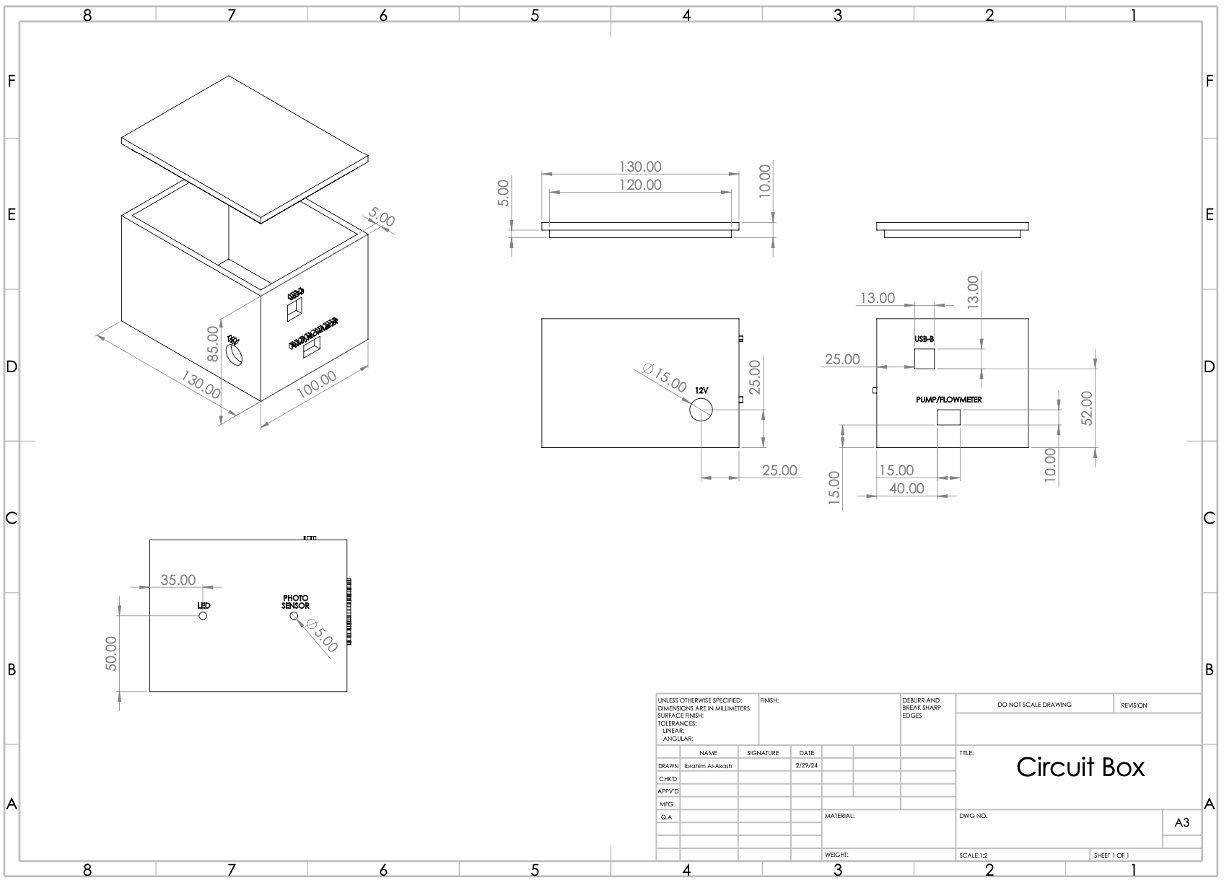 8 7 6 5 4 3 2 1
F F
E E
D D
C C
B B
A A
5.00
USB-B
12V
PUMP/FLOWMETER
85.00
130.00
100.00
130.00
120.00
5.00
10.00
13.00
13.00
USB-B
25.00
Ø15.00
12V
25.00
25.00
PUMP/FLOWMETER
52.00
15.00
15.00
40.00
10.00
35.00
LED
PHOTO
SENSOR
Ø5.00
50.00
UNLESS OTHERWISE SPECIFIED:
DIMENSIONS ARE IN MILLIMETERS
SURFACE FINISH:
TOLERANCES:
LINEAR:
ANGULAR:
FINISH:
DEBURR AND
BREAK SHARP
EDGES
DO NOT SCALE DRAWING
REVISION
NAME SIGNATURE DATE
DRAWN Ibrahim Al-Akash 2/29/24
CHK'D
APPV'D
MFG
Q.A
TITLE:
Circuit Box
MATERIAL:
DWG NO.
A3
WEIGHT:
SCALE:1:2
SHEET 1 OF 1
8 7 6 5 4 3 2 1